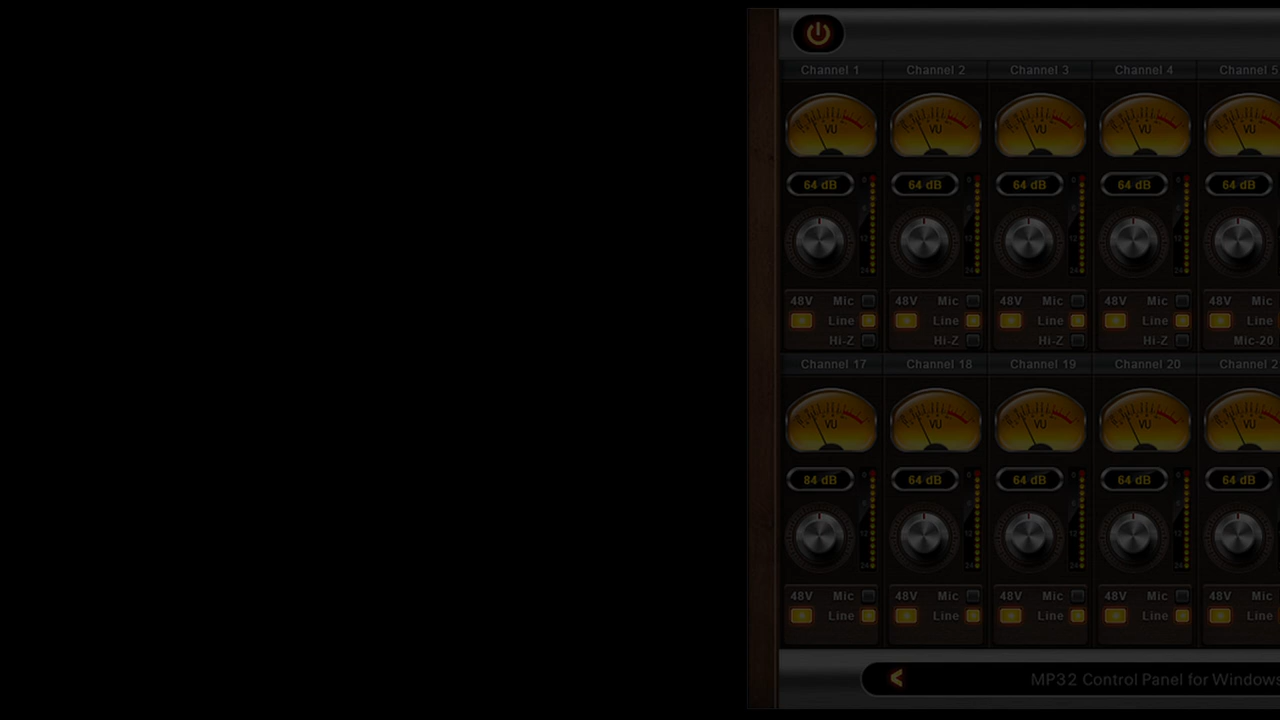 Channel 1 Channel 2 Channel 3 Channel 4 Channel 5
VU VU VU VU VU
64 dB 64 dB 64 dB 64 dB 64 dB
48V Mic 48V Mic 48V Mic 48V Mic 48V Mic
Line Line Line Line Line
Hi-Z Hi-Z Hi-Z Hi-Z Mic-20
Channel 17 Channel 18 Channel 19 Channel 20 Channel 2
VU VU VU VU VU
84 dB 64 dB 64 dB 64 dB 64 dB
48V Mic 48V Mic 48V Mic 48V Mic 48V Mic
Line Line Line Line Line
MP32 Control Panel for Windows